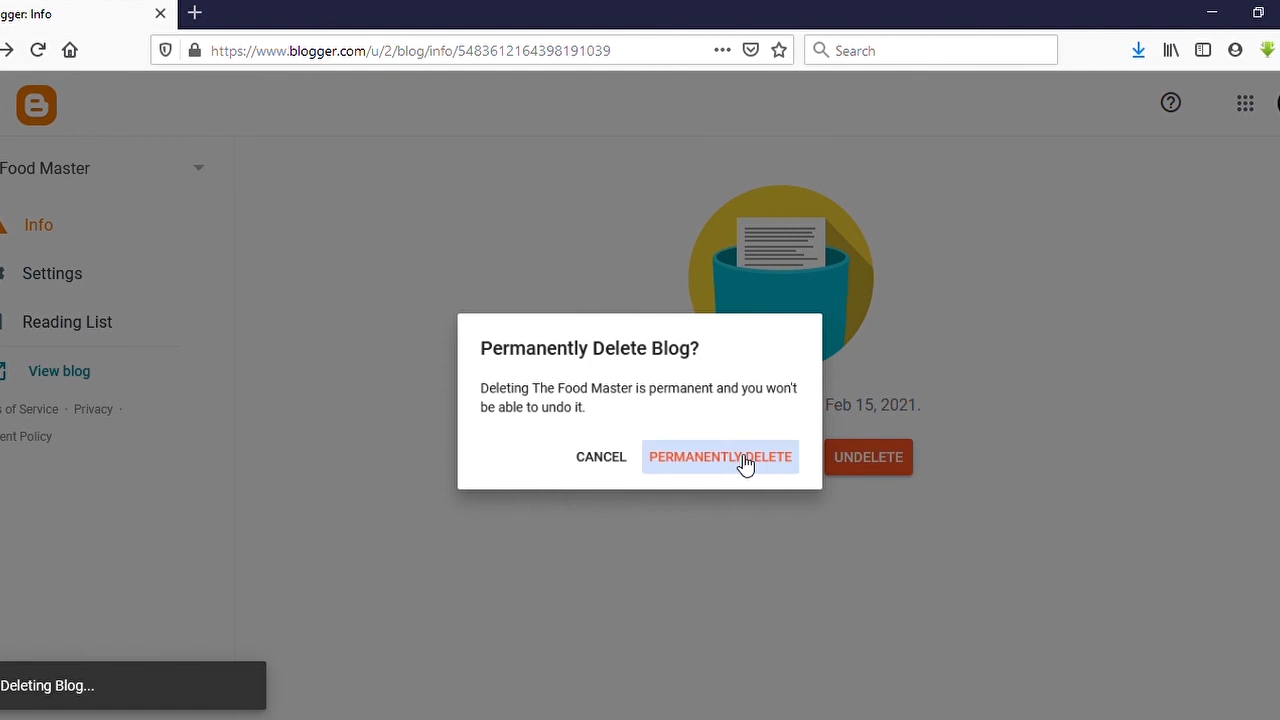 gger: Info
https://www.blogger.com/u/2/blog/info/5483612164398191039
Search
Food Master
Info
Settings
Reading List
View blog
of Service · Privacy ·
ent Policy
Feb 15, 2021.
UNDELETE
Permanently Delete Blog?
Deleting The Food Master is permanent and you won't
be able to undo it.
CANCEL
PERMANENTLY DELETE
Deleting Blog...